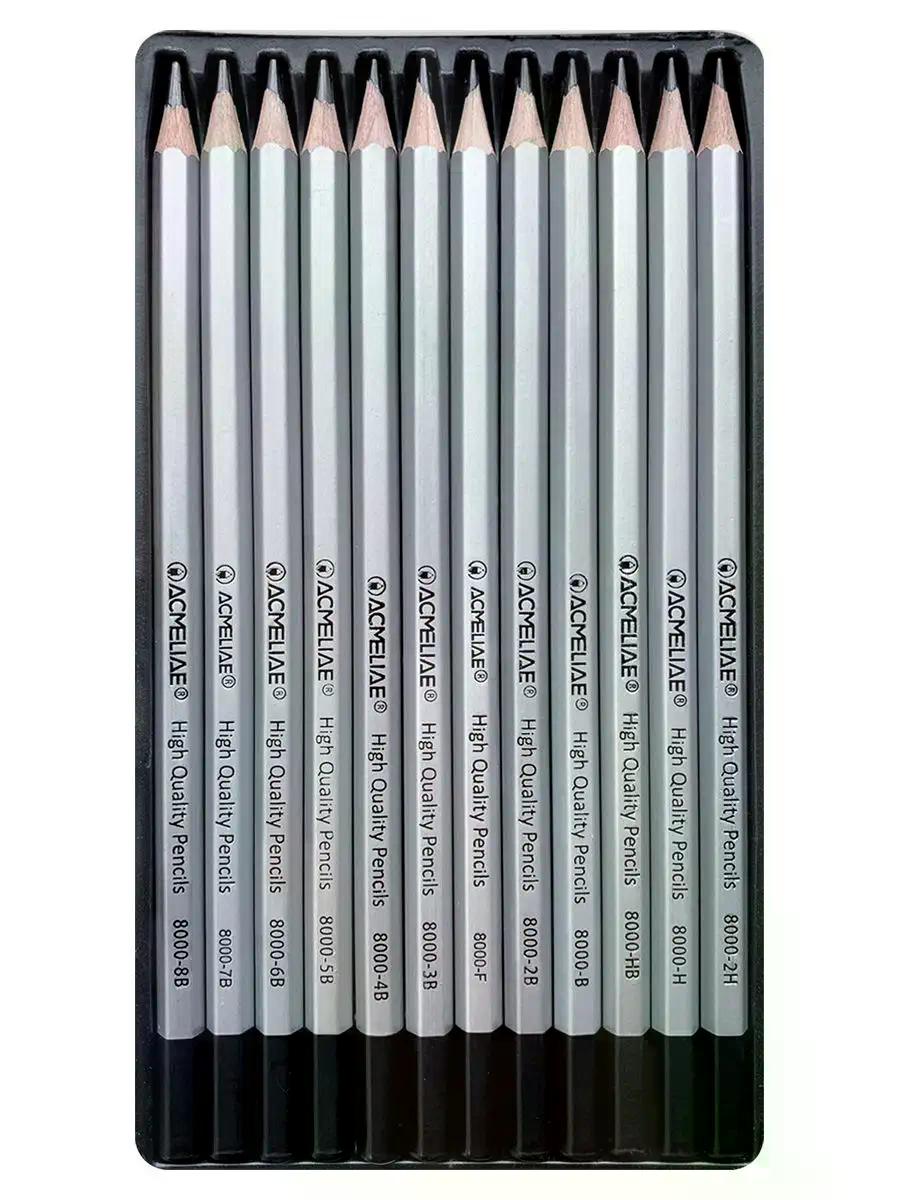 ACMELIAE® High Quality Pencils 8000-8B
ACMELIAE® High Quality Pencils 8000-7B
ACMELIAE® High Quality Pencils 8000-6B
ACMELIAE® High Quality Pencils 8000-5B
ACMELIAE® High Quality Pencils 8000-4B
ACMELIAE® High Quality Pencils 8000-3B
ACMELIAE® High Quality Pencils 8000-F
ACMELIAE® High Quality Pencils 8000-2B
ACMELIAE® High Quality Pencils 8000-B
ACMELIAE® High Quality Pencils 8000-HB
ACMELIAE® High Quality Pencils 8000-H
ACMELIAE® High Quality Pencils 8000-2H